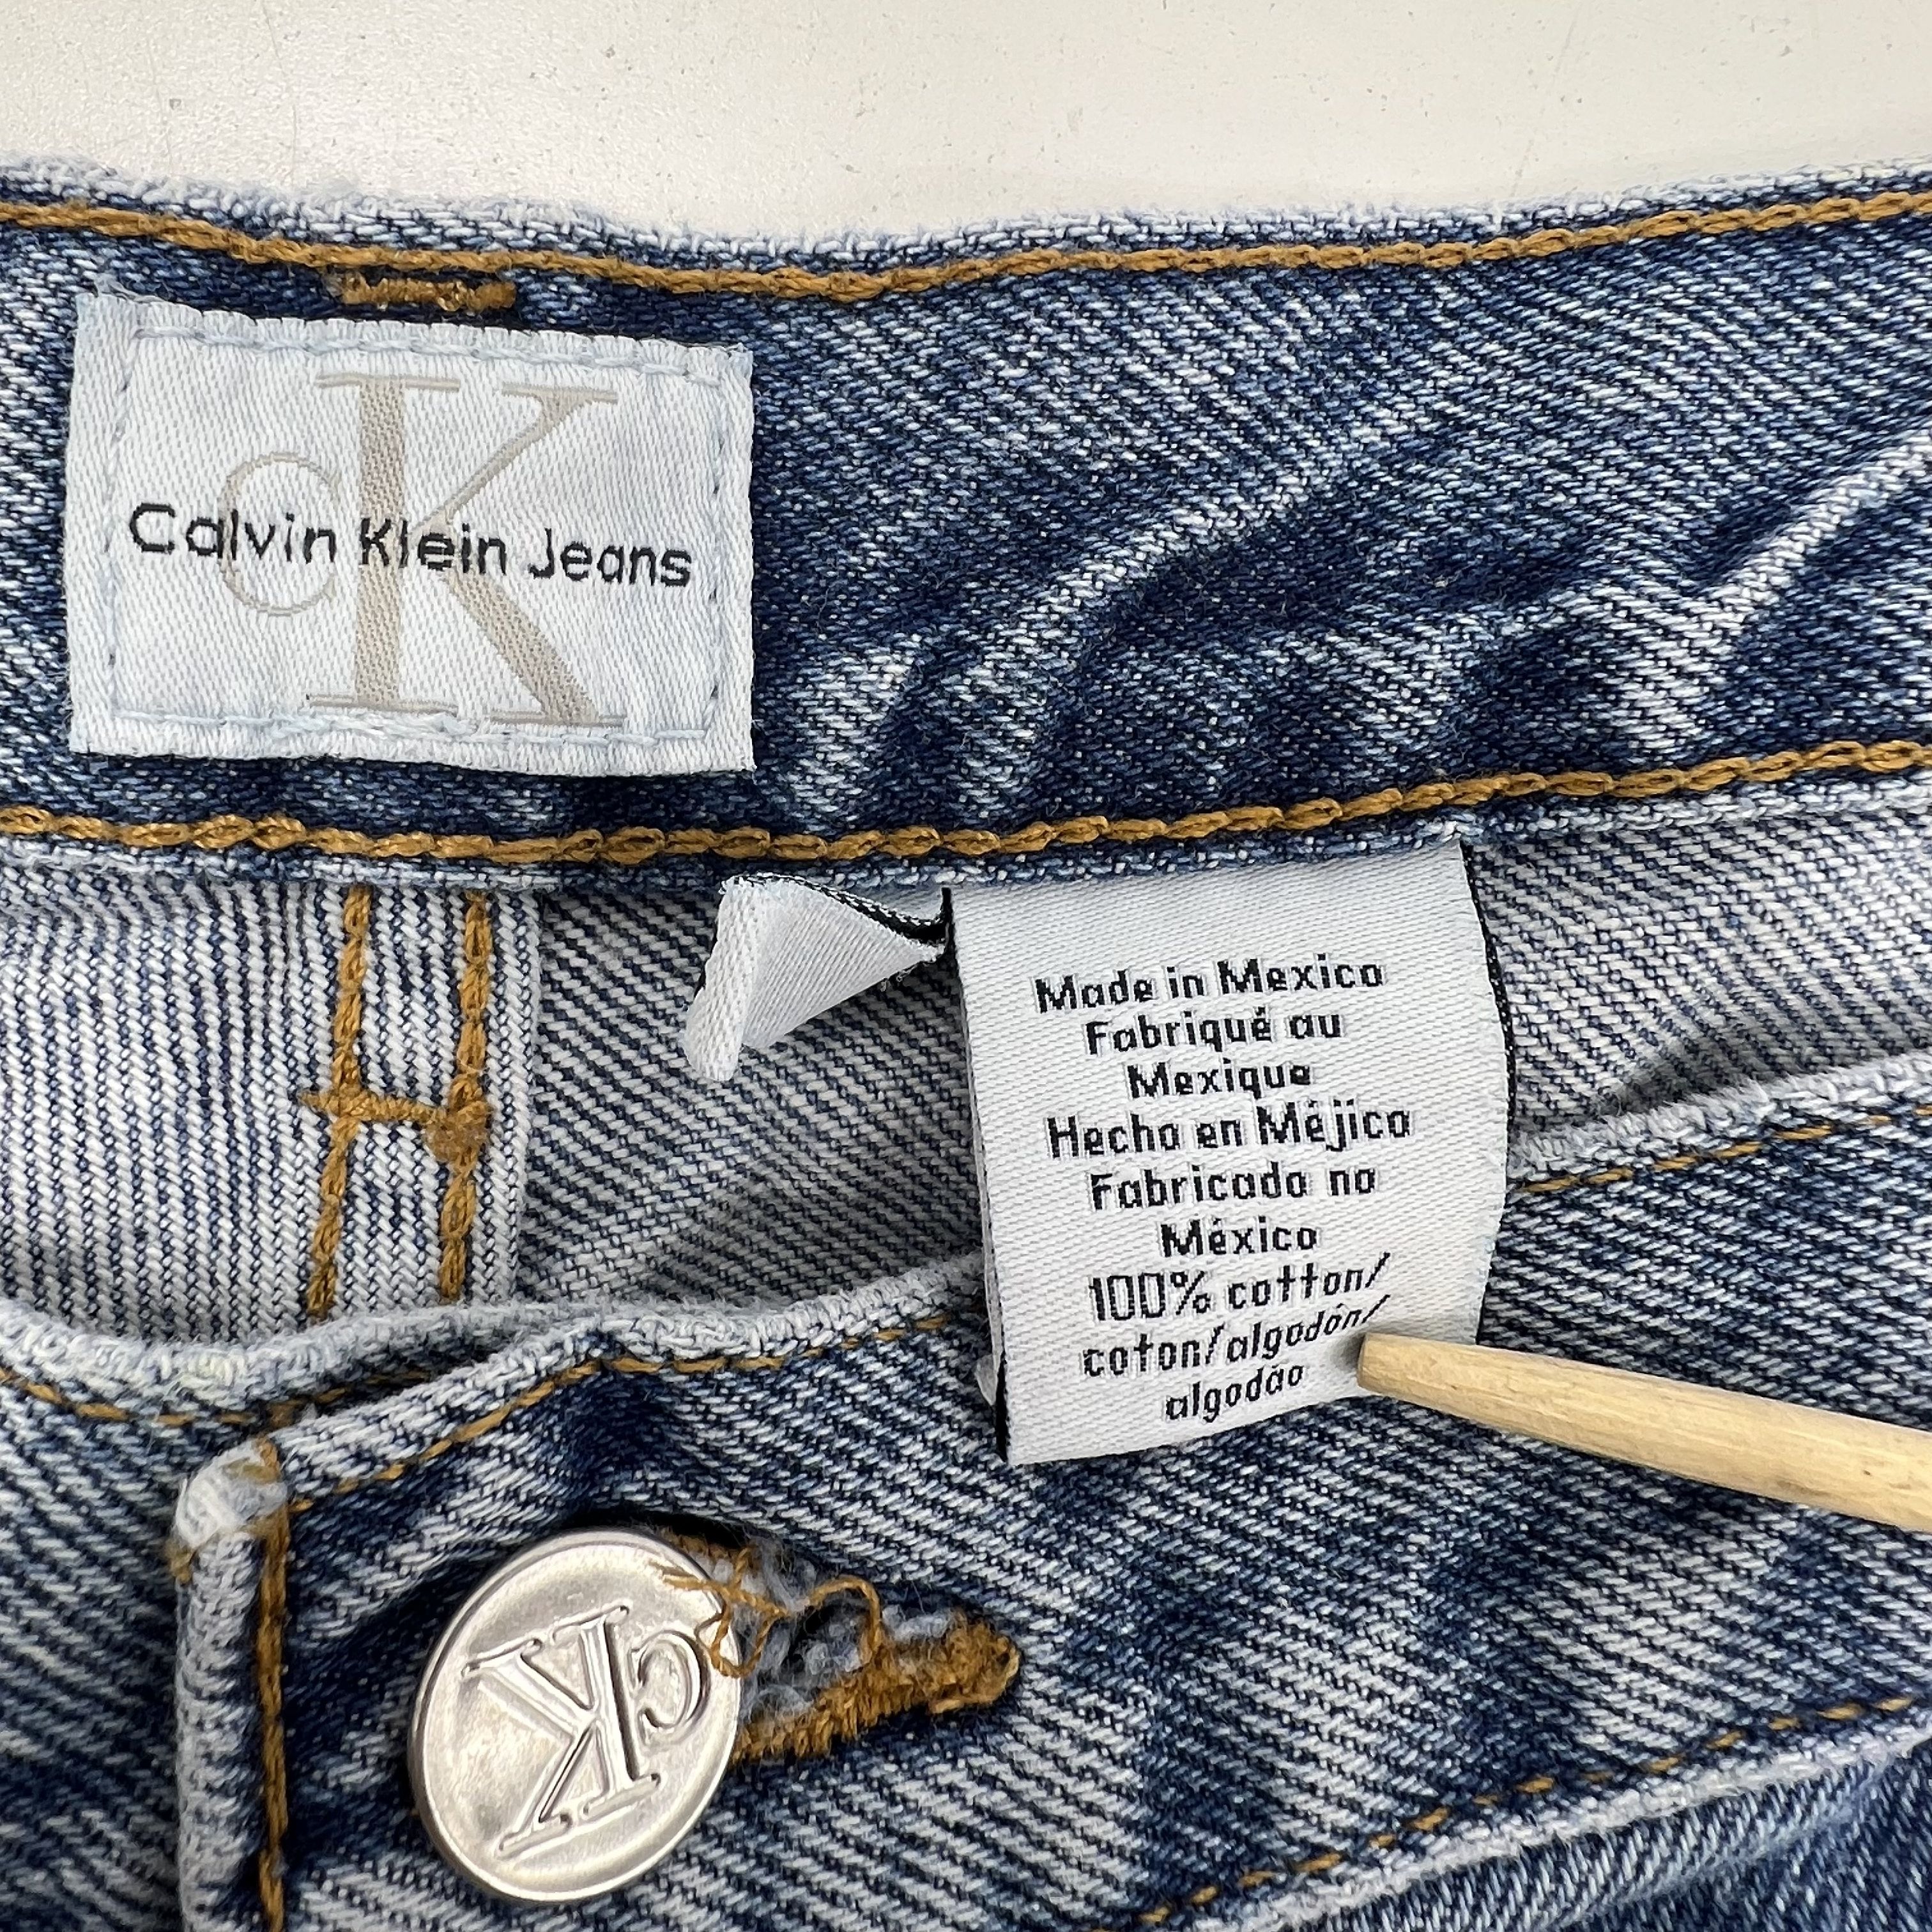 cK
Calvin Klein Jeans
Made in Mexico
Fabriqué au
Mexique
Hecho en Méjico
Fabricado no
México
100% cotton/
coton/algodón/
algodão
cK